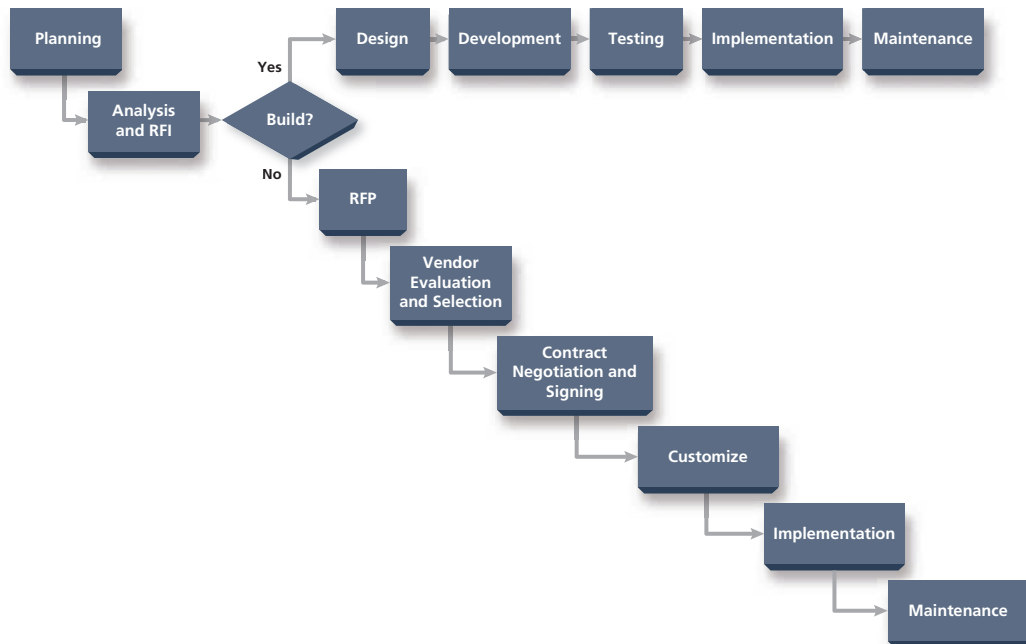 Planning
Design
Development
Testing
Implementation
Maintenance
Yes
Analysis
and RFI
Build?
No
RFP
Vendor
Evaluation
and Selection
Contract
Negotiation and
Signing
Customize
Implementation
Maintenance